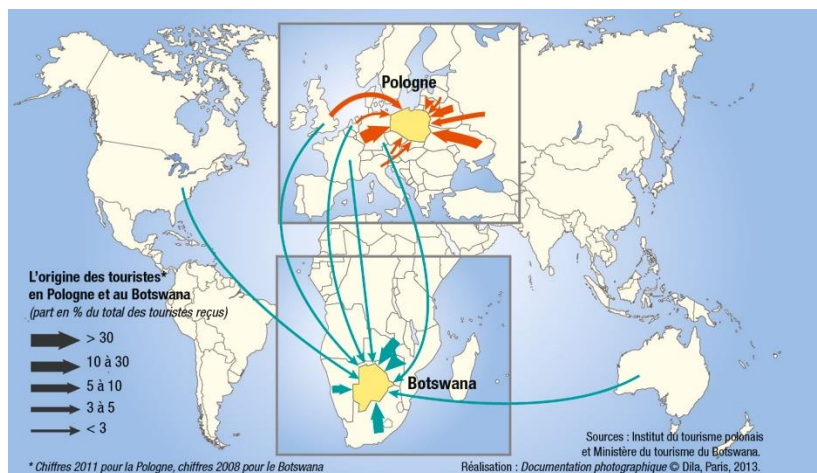 Pologne
L'origine des touristes*
en Pologne et au Botswana
(part en % du total des touristes reçus)
> 30
10 à 30
5 à 10
3 à 5
< 3
Botswana
Sources : Institut du tourisme polonais
et Ministère du tourisme du Botswana.
* Chiffres 2011 pour la Pologne, chiffres 2008 pour le Botswana
Réalisation : Documentation photographique © Dila, Paris, 2013.